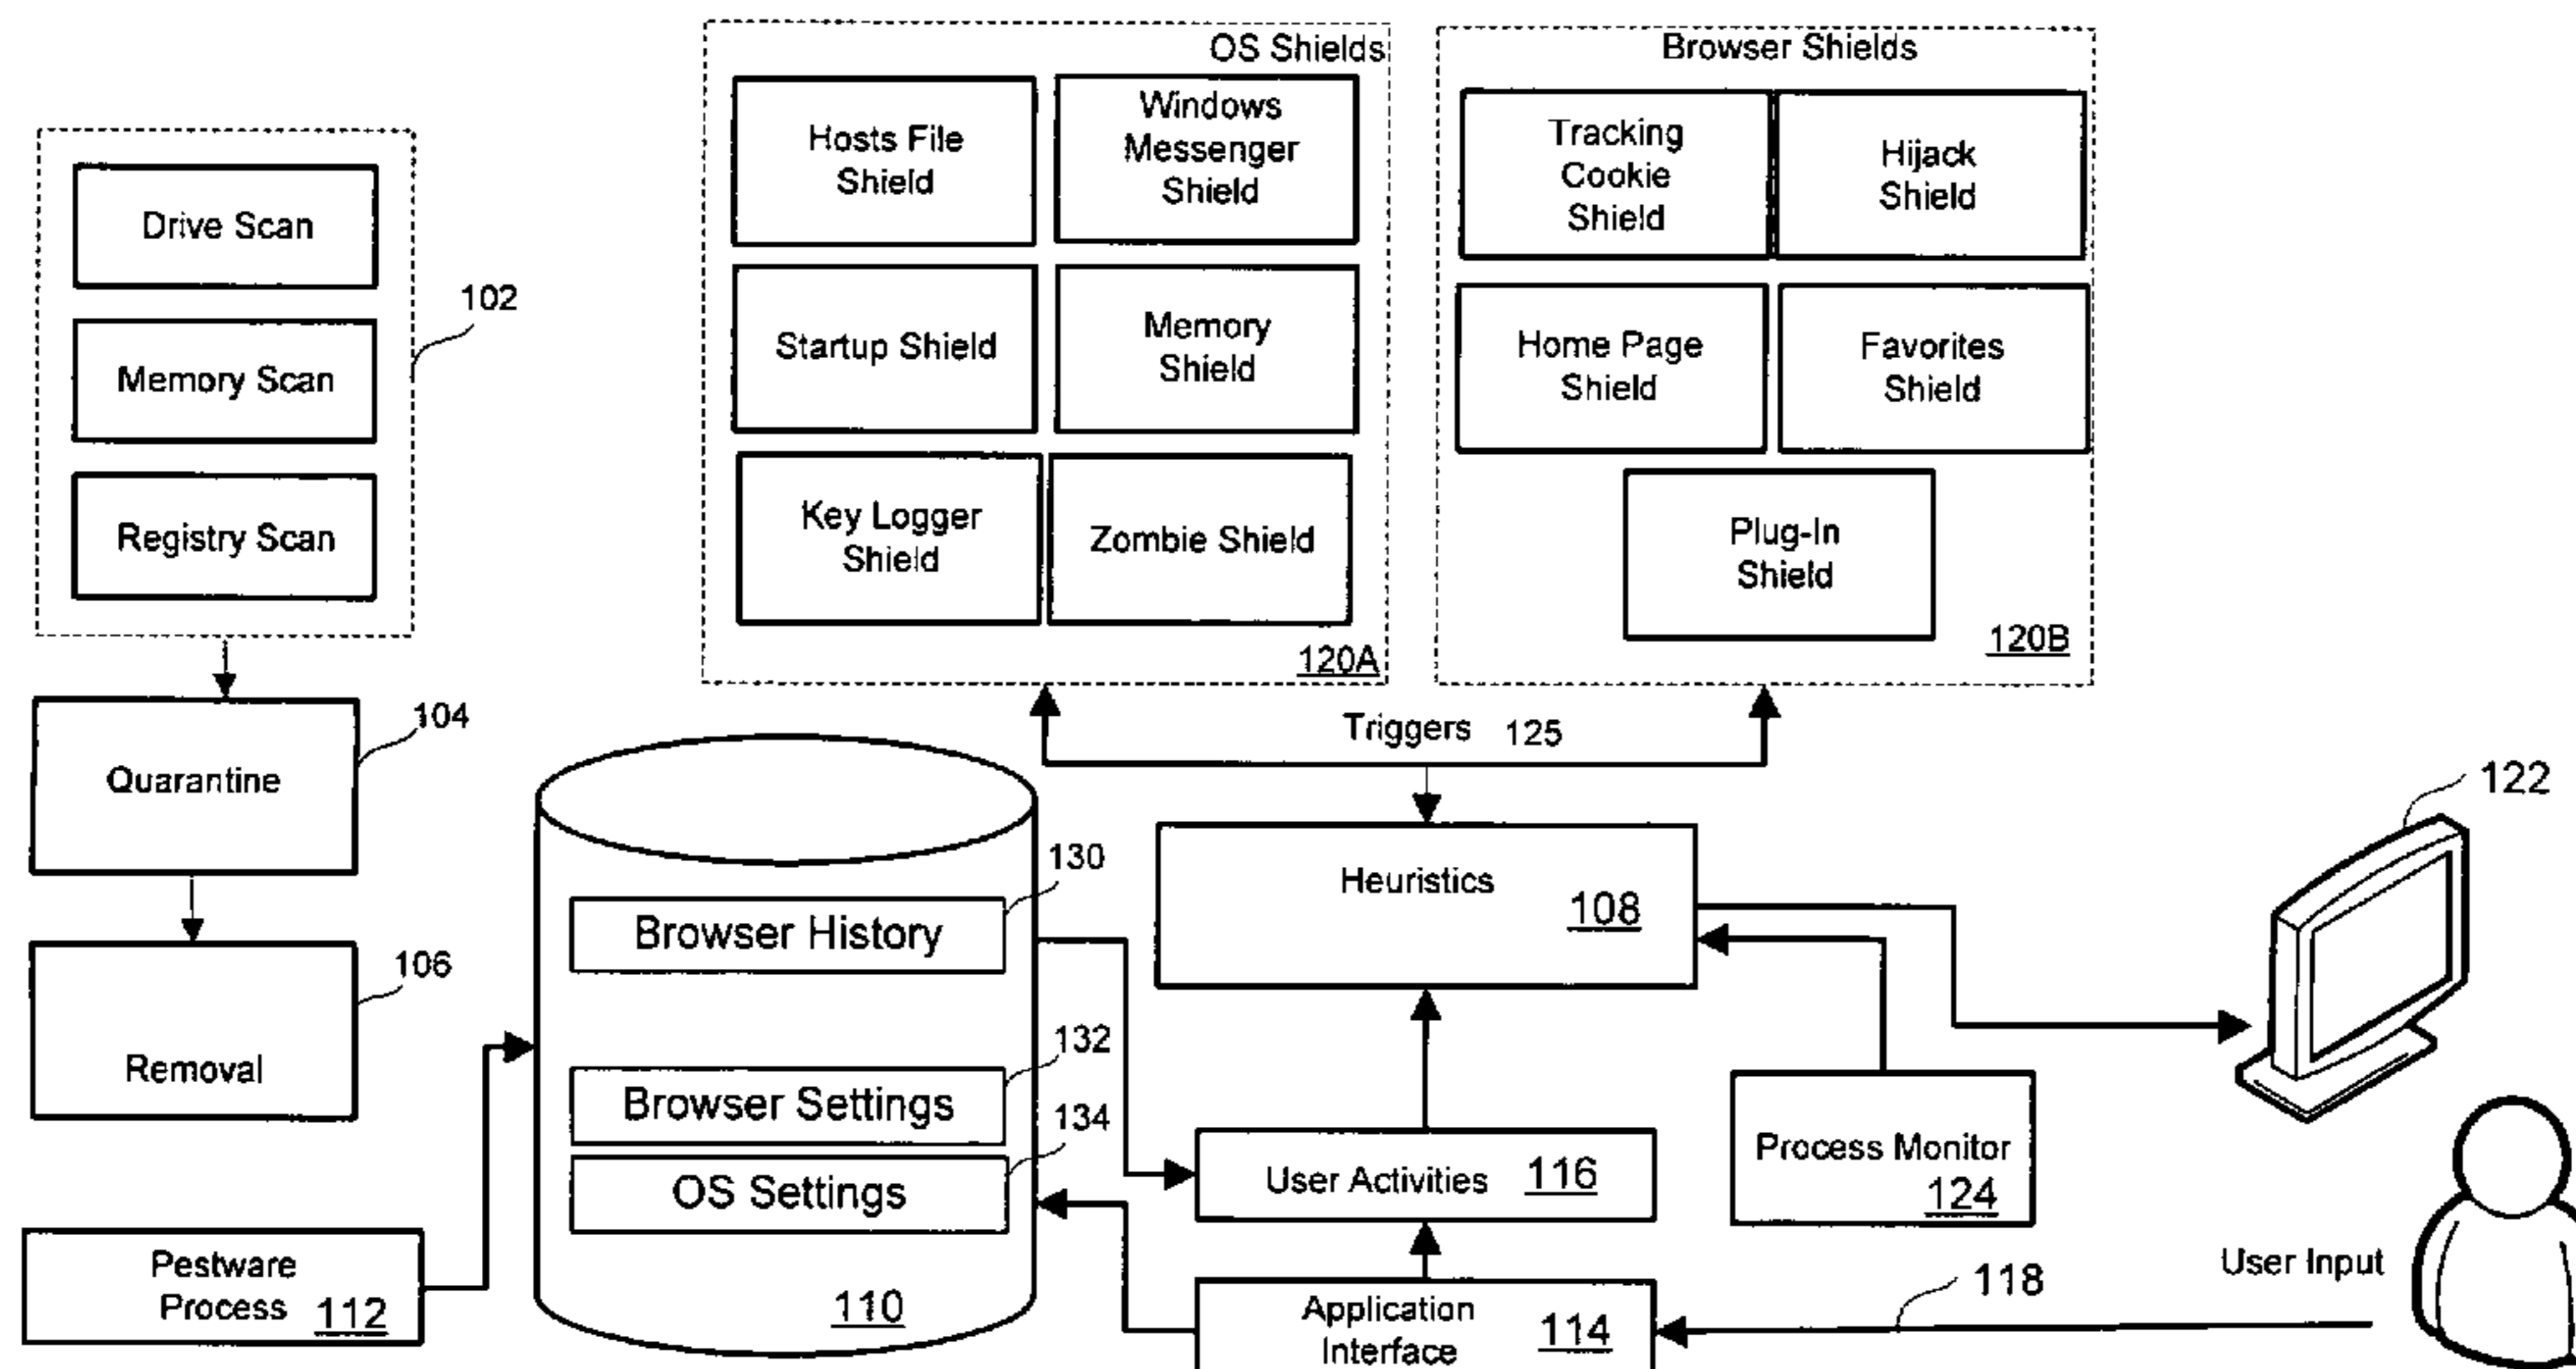 OS Shields
Hosts File
Shield
Windows
Messenger
Shield
Startup Shield
Memory
Shield
Key Logger
Shield
Zombie Shield
120A
Browser Shields
Tracking
Cookie
Shield
Hijack
Shield
Home Page
Shield
Favorites
Shield
Plug-In
Shield
120B
Drive Scan
Memory Scan
Registry Scan
102
Quarantine
104
Removal
106
Triggers 125
Heuristics
108
122
130
Browser History
132
Browser Settings
134
OS Settings
110
Pestware
Process 112
User Activities 116
Process Monitor
124
Application
Interface 114
118
User Input